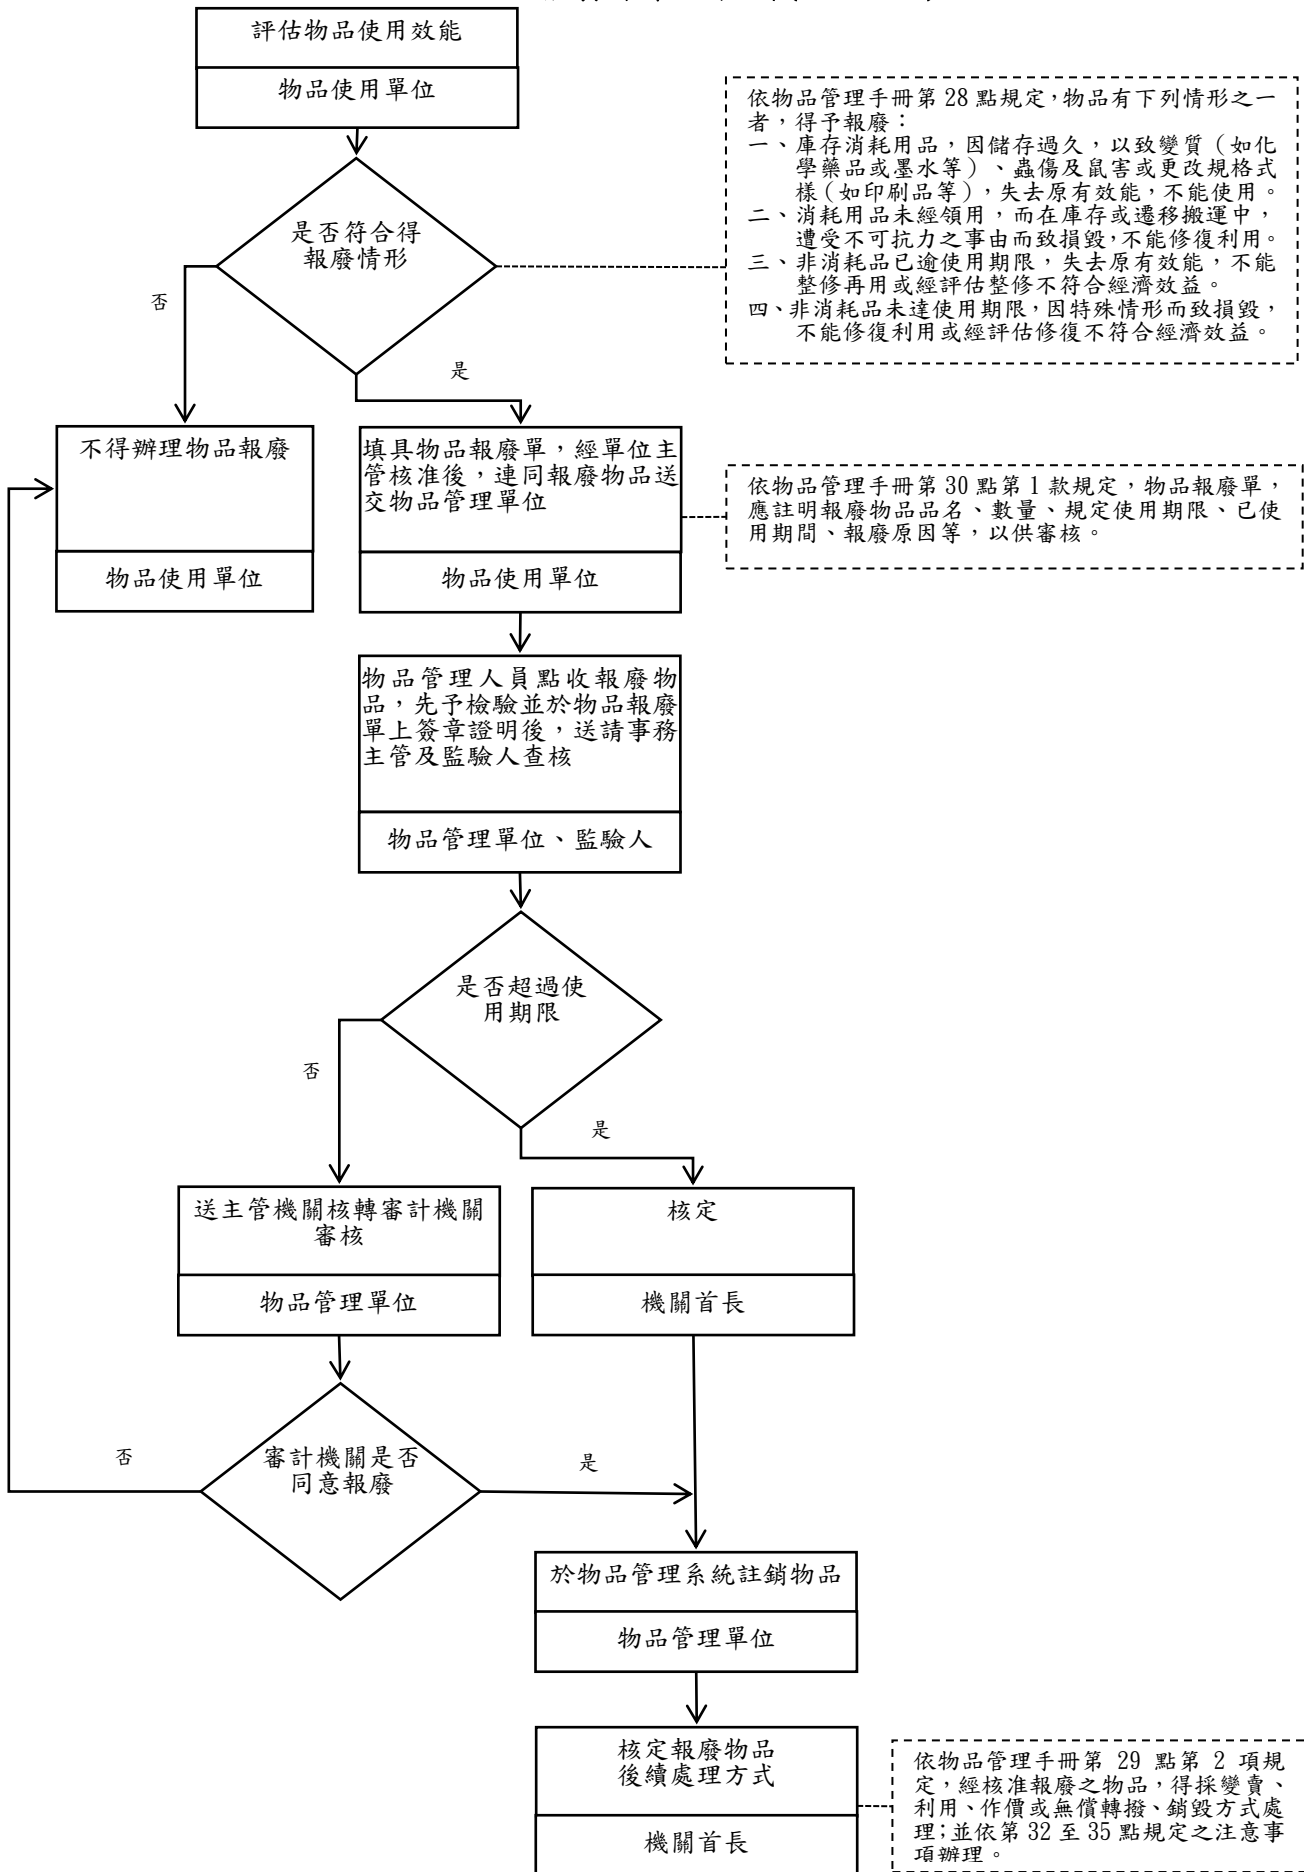 評估物品使用效能
物品使用單位
依物品管理手冊第 28 點規定，物品有下列情形之一
者，得予報廢：
一、庫存消耗用品，因儲存過久，以致變質（如化
學藥品或墨水等）、蟲傷及鼠害或更改規格式
樣（如印刷品等），失去原有效能，不能使用。
二、消耗用品未經領用，而在庫存或遷移搬運中，
遭受不可抗力之事由而致損毀，不能修復利用。
三、非消耗品已逾使用期限，失去原有效能，不能
整修再用或經評估整修不符合經濟效益。
四、非消耗品未達使用期限，因特殊情形而致損毀，
不能修復利用或經評估修復不符合經濟效益。
是否符合得
報廢情形
否
是
不得辦理物品報廢
物品使用單位
填具物品報廢單，經單位主
管核准後，連同報廢物品送
交物品管理單位
物品使用單位
依物品管理手冊第 30 點第 1 款規定，物品報廢單，
應註明報廢物品品名、數量、規定使用期限、已使
用期間、報廢原因等，以供審核。
物品管理人員點收報廢物
品，先予檢驗並於物品報廢
單上簽章證明後，送請事務
主管及監驗人查核
物品管理單位、監驗人
是否超過使
用期限
否
是
送主管機關核轉審計機關
審核
物品管理單位
核定
機關首長
審計機關是否
同意報廢
否
是
於物品管理系統註銷物品
物品管理單位
核定報廢物品
後續處理方式
機關首長
依物品管理手冊第 29 點第 2 項規
定，經核准報廢之物品，得採變賣、
利用、作價或無償轉撥、銷毀方式處
理；並依第 32 至 35 點規定之注意事
項辦理。